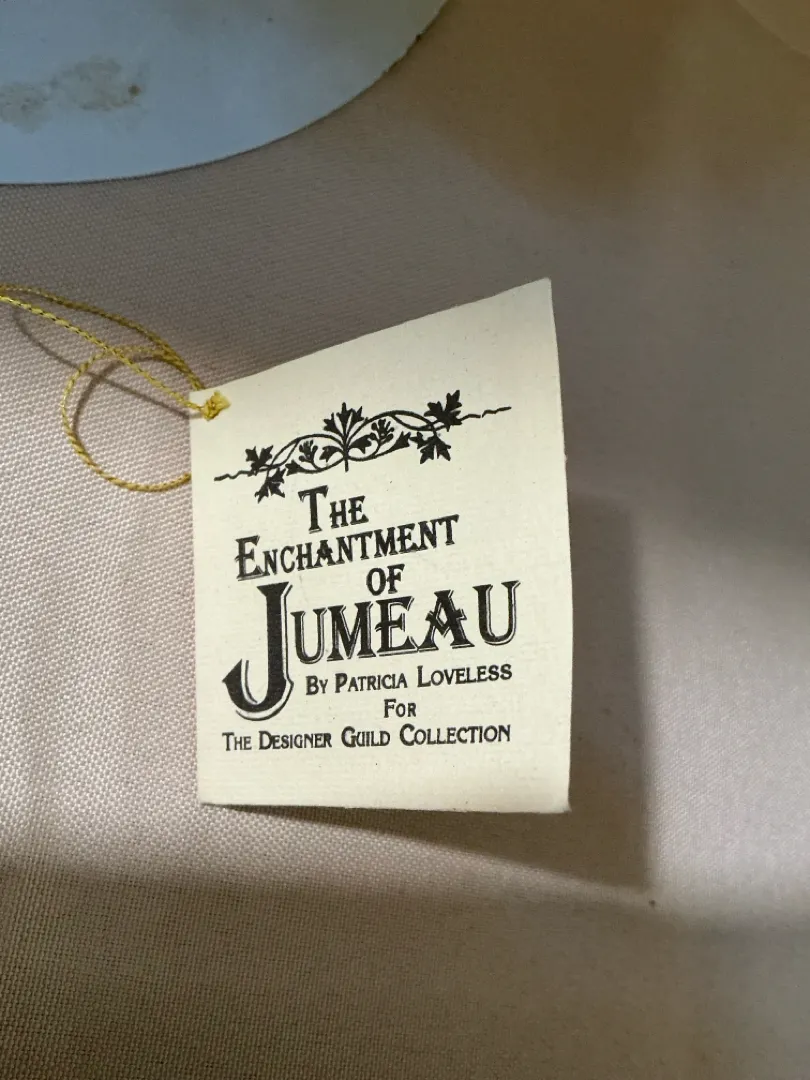 The
Enchantment
of
Jumeau
By Patricia Loveless
For
The Designer Guild Collection